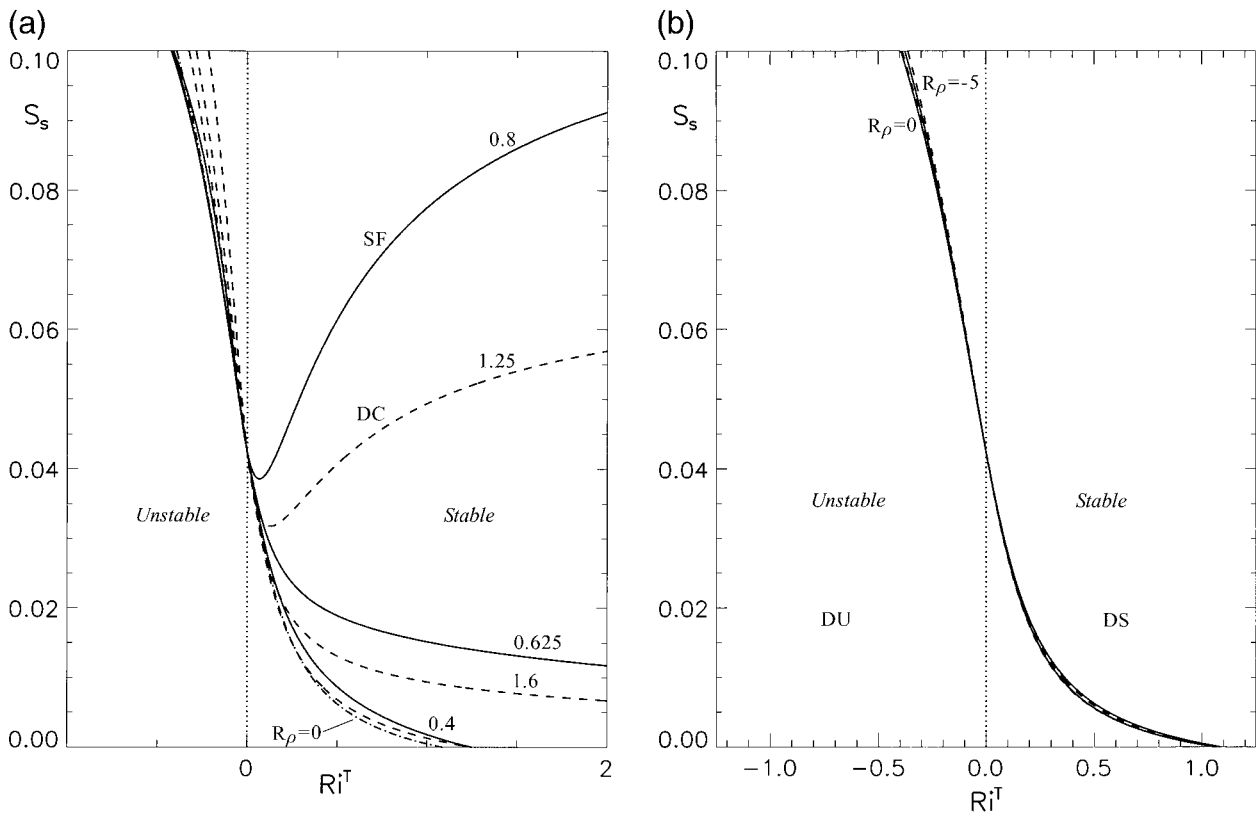 (a)
0.10
S_s
0.08
0.06
0.04
0.02
0.00
0.8
SF
1.25
DC
Unstable
Stable
0.625
1.6
0.4
R_ρ=0
0
2
Ri^T
(b)
0.10
S_s
0.08
0.06
0.04
0.02
0.00
R_ρ=-5
R_ρ=0
Unstable
Stable
DU
DS
−1.0
−0.5
0.0
0.5
1.0
Ri^T